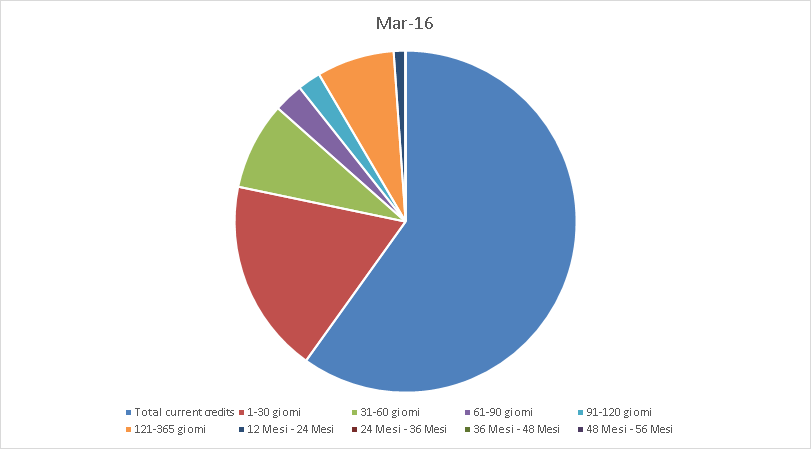 Mar-16
Total current credits 1-30 giorni 31-60 giorni 61-90 giorni 91-120 giorni
121-365 giorni 12 Mesi - 24 Mesi 24 Mesi - 36 Mesi 36 Mesi - 48 Mesi 48 Mesi - 56 Mesi